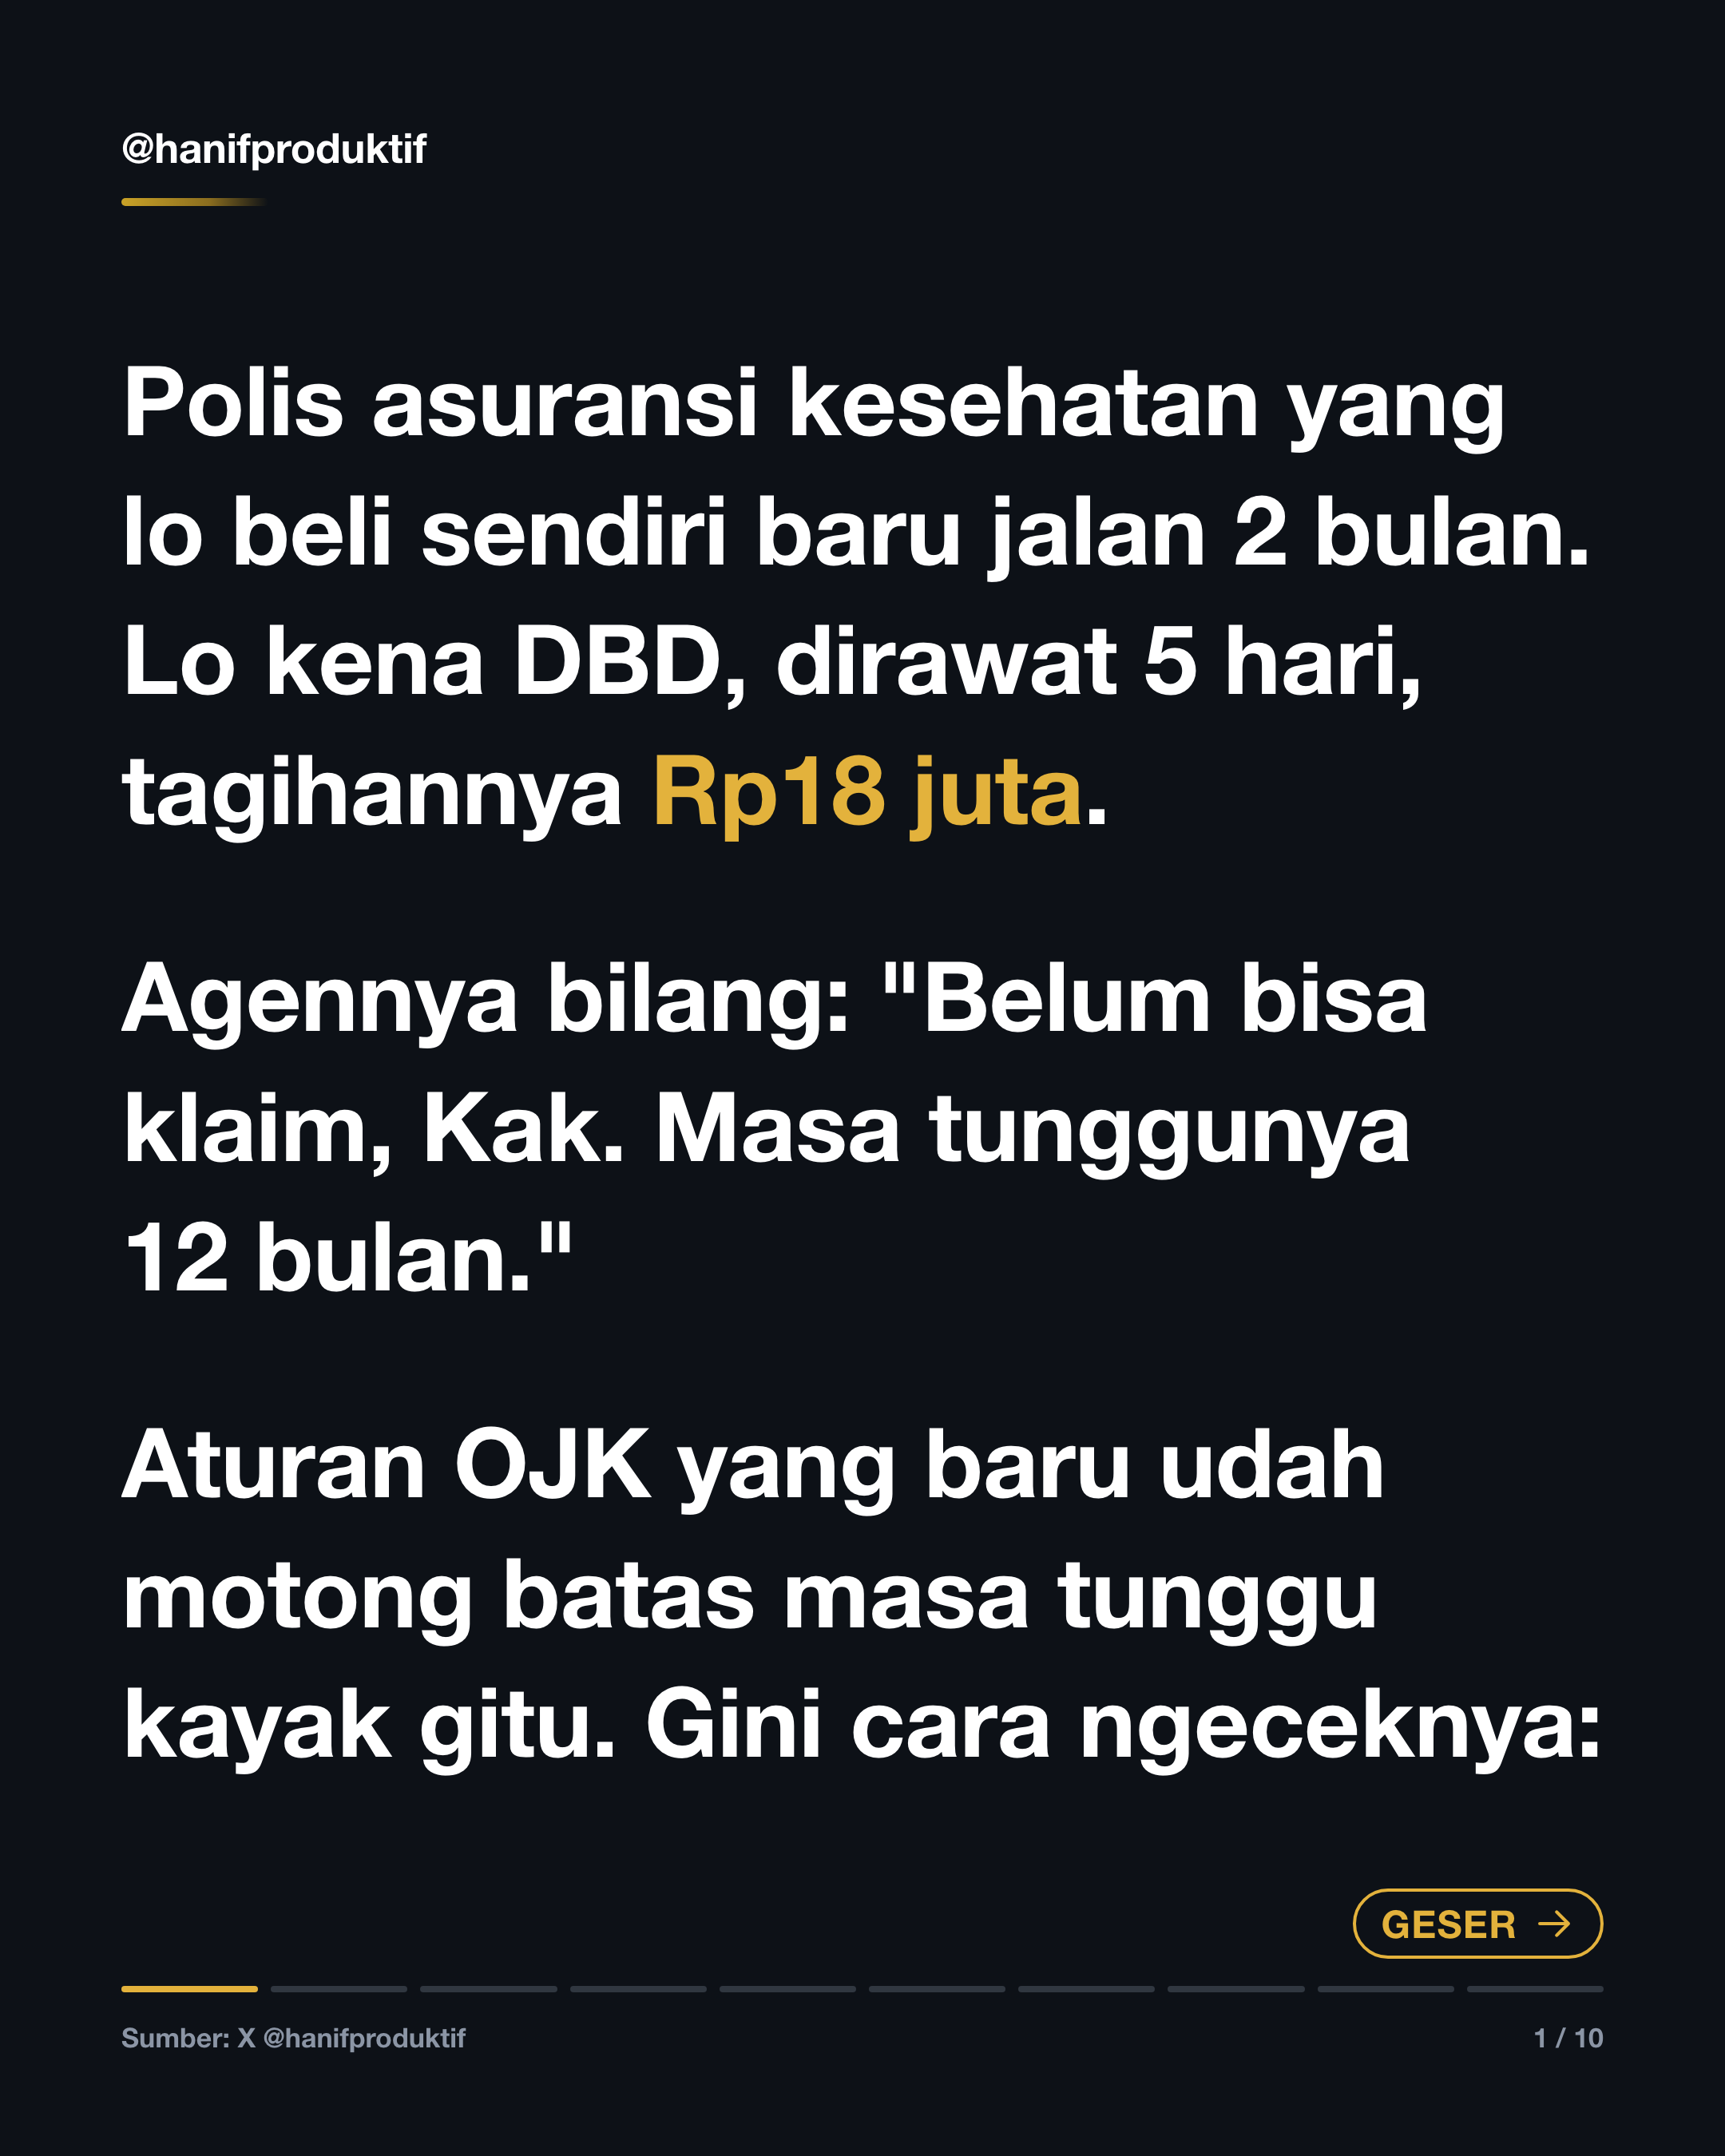 @hanifproduktif
Polis asuransi kesehatan yang
lo beli sendiri baru jalan 2 bulan.
Lo kena DBD, dirawat 5 hari,
tagihannya Rp18 juta.
Agennya bilang: "Belum bisa
klaim, Kak. Masa tunggunya
12 bulan."
Aturan OJK yang baru udah
motong batas masa tunggu
kayak gitu. Gini cara ngeceknya:
GESER →
Sumber: X @hanifproduktif
1 / 10